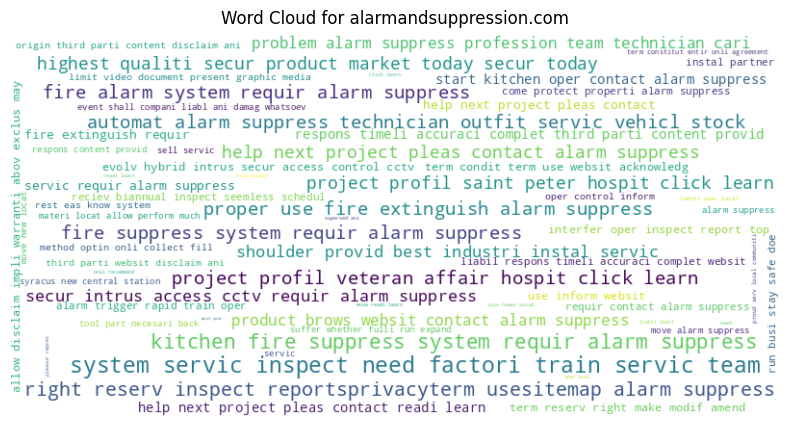 Word Cloud for alarmandsuppression.com
origin third parti content disclaim ani
problem alarm suppress profession team technician cari
term constitut entir onli agreement
highest qualiti secur product market today secur today
instal partner
limit video document present graphic media
click learn
start kitchen oper contact alarm suppress
fire alarm system requir alarm suppress
come protect properti alarm suppress
event shall compani liabl ani damag whatsoev
help next project pleas contact
automat alarm suppress technician outfit servic vehicl stock
fire extinguish requir
respons timeli accuraci complet third parti content provid
respons content provid
sell servic
help next project pleas contact alarm suppress
evolv hybrid intrus secur access control cctv
term condit term use websit acknowledg
servic requir alarm suppress
project profil saint peter hospit click learn
reciev biannual inspect seemless schedul
oper control inform
rest eas know system
proper use fire extinguish alarm suppress
alarm suppress
materi locat allow perform much
fire suppress system requir alarm suppress
interfer oper inspect report top
method optin onli collect fill
shoulder provid best industri instal servic
third parti websit disclaim ani
liabil respons timeli accuraci complet websit
onli recommend
syracus new central station
project profil veteran affair hospit click learn
secur intrus access cctv requir alarm suppress
use inform websit
alarm trigger rapid train oper
requir contact alarm suppress
tool part necesari back
product brows websit contact alarm suppress
suffer whether fulli run expand
move alarm suppress
kitchen fire suppress system requir alarm suppress
servic
system servic inspect need factori train servic team
right reserv inspect reportsprivacyterm usesitemap alarm suppress
help next project pleas contact readi learn
term reserv right make modif amend
allow disclaim impli warranti abov exclus may
move new locat
proud serv local communiti
run busi stay safe doe